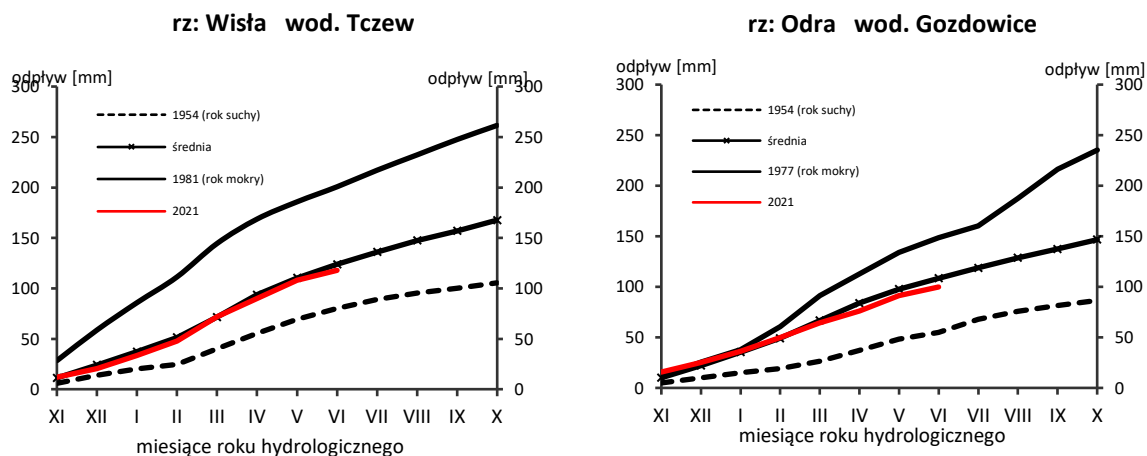 rz: Wisła wod. Tczew
odpływ [mm]
odpływ [mm]
300
250
200
150
100
50
0
1954 (rok suchy)
średnia
1981 (rok mokry)
2021
300
250
200
150
100
50
0
XI XII I II III IV V VI VII VIII IX X
miesiące roku hydrologicznego
rz: Odra wod. Gozdowice
odpływ [mm]
odpływ [mm]
300
250
200
150
100
50
0
1954 (rok suchy)
średnia
1977 (rok mokry)
2021
300
250
200
150
100
50
0
XI XII I II III IV V VI VII VIII IX X
miesiące roku hydrologicznego